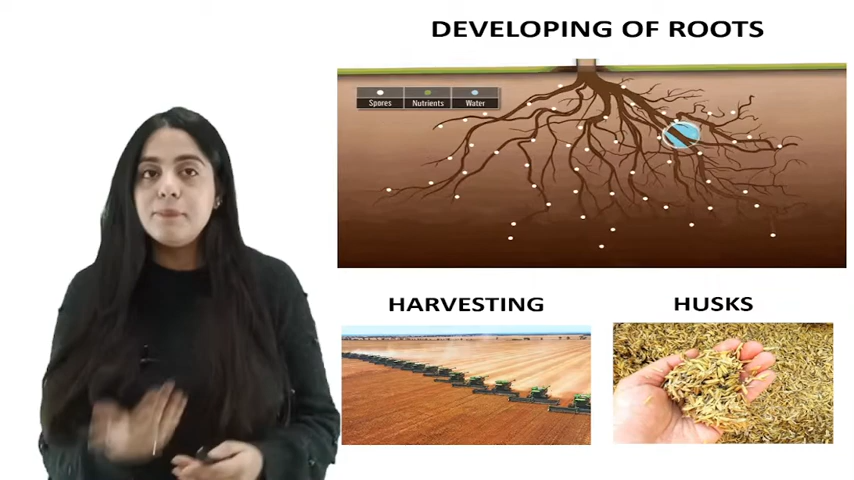 DEVELOPING OF ROOTS
Spores Nutrients Water
HARVESTING
HUSKS